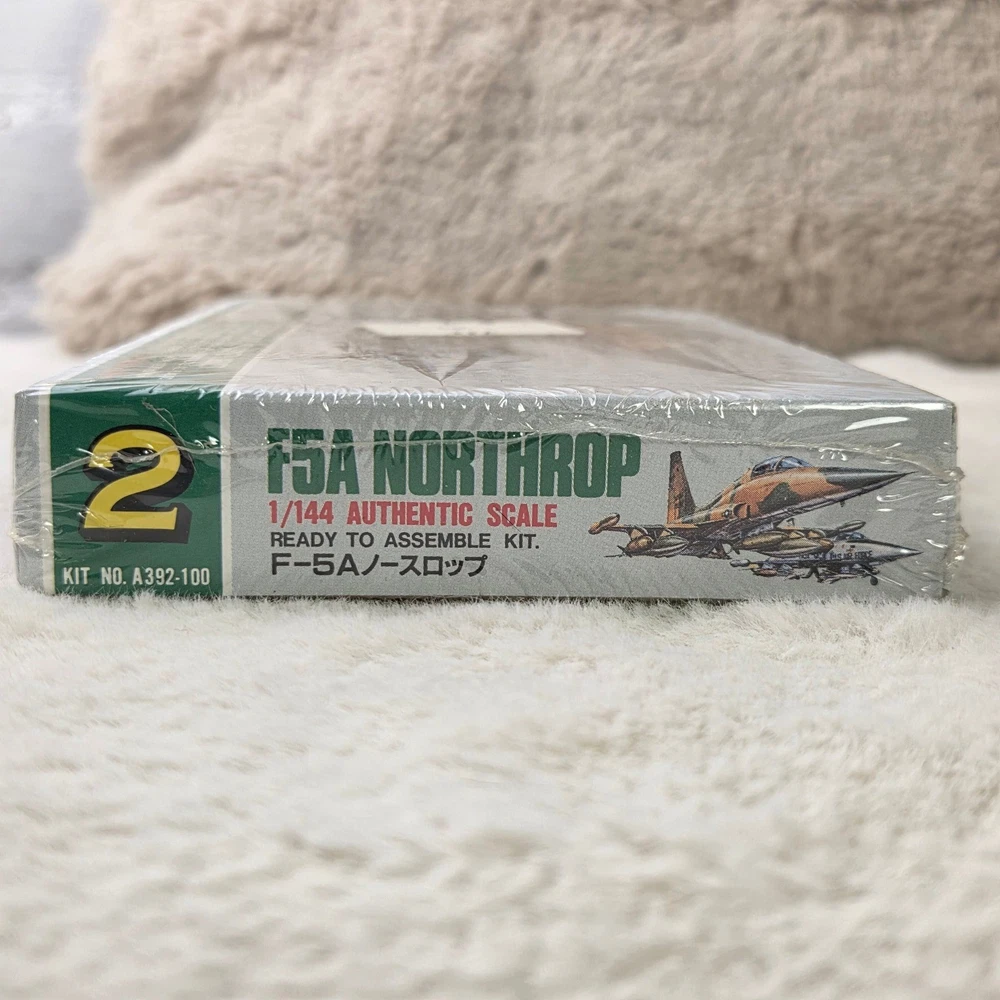 2
KIT NO. A392-100
F5A NORTHROP
1/144 AUTHENTIC SCALE
READY TO ASSEMBLE KIT.
F-5Aノースロップ